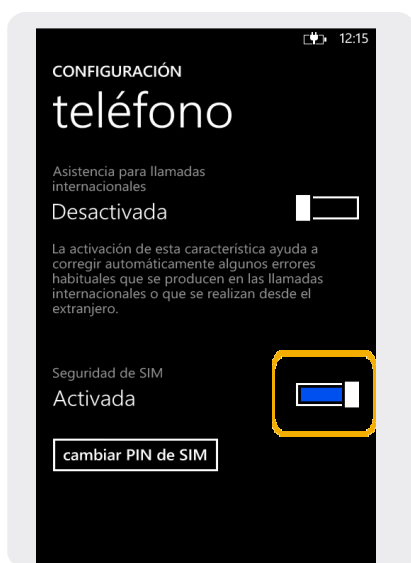 12:15
CONFIGURACIÓN
teléfono
Asistencia para llamadas
internacionales
Desactivada
La activación de esta característica ayuda a
corregir automáticamente algunos errores
habituales que se producen en las llamadas
internacionales o que se realizan desde el
extranjero.
Seguridad de SIM
Activada
cambiar PIN de SIM